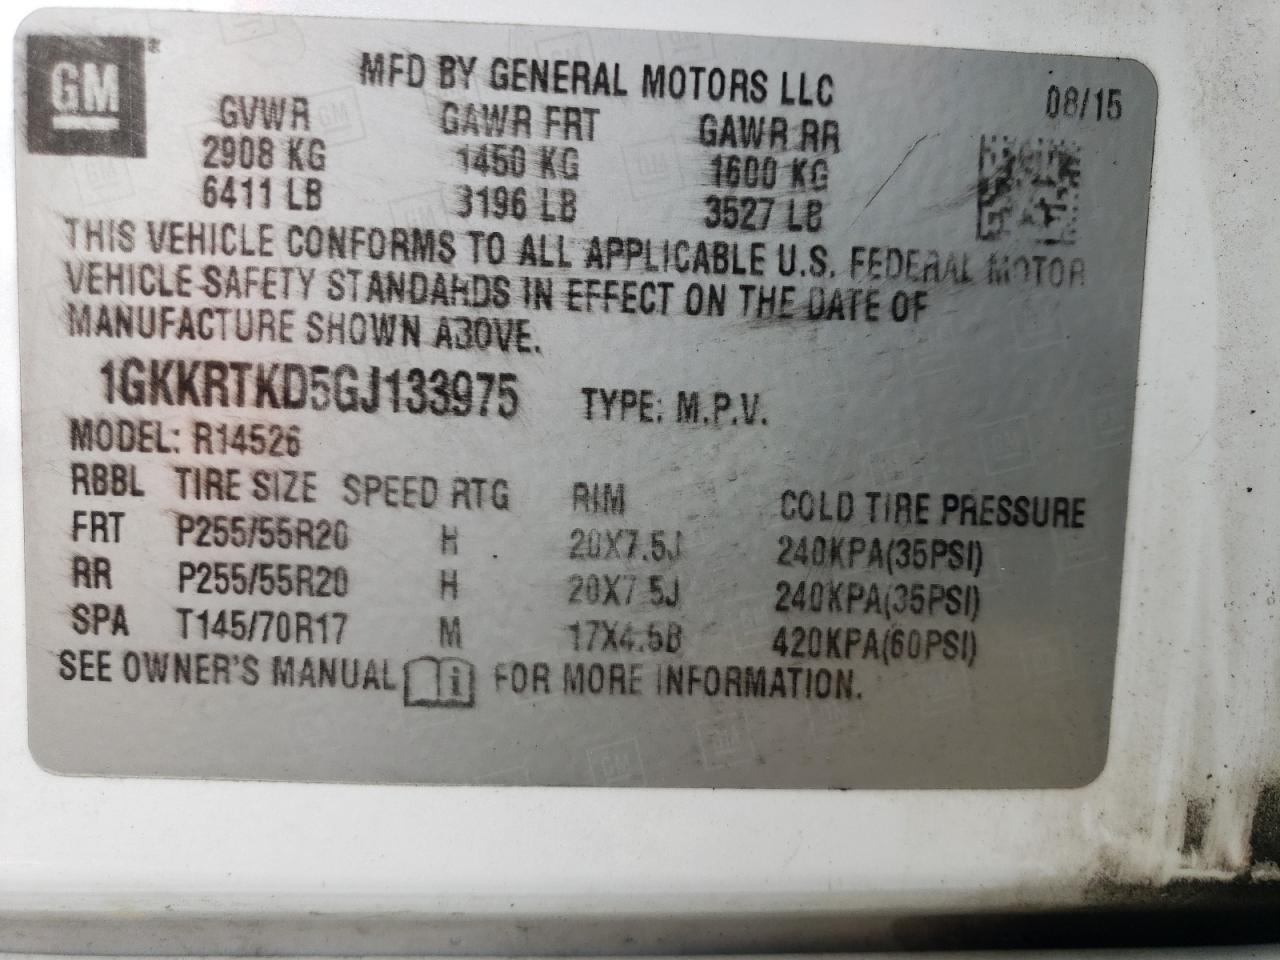 GM
MFD BY GENERAL MOTORS LLC
08/15
GVWR GAWR FRT GAWR RR
2908 KG 1450 KG 1600 KG
6411 LB 3196 LB 3527 LB
THIS VEHICLE CONFORMS TO ALL APPLICABLE U.S. FEDERAL MOTOR
VEHICLE SAFETY STANDARDS IN EFFECT ON THE DATE OF
MANUFACTURE SHOWN ABOVE.
1GKKRTKD5GJ133975 TYPE: M.P.V.
MODEL: R14526
RBBL TIRE SIZE SPEED RTG RIM COLD TIRE PRESSURE
FRT P255/55R20 H 20X7.5J 240KPA(35PSI)
RR P255/55R20 H 20X7.5J 240KPA(35PSI)
SPA T145/70R17 M 17X4.5B 420KPA(60PSI)
SEE OWNER'S MANUAL i FOR MORE INFORMATION.